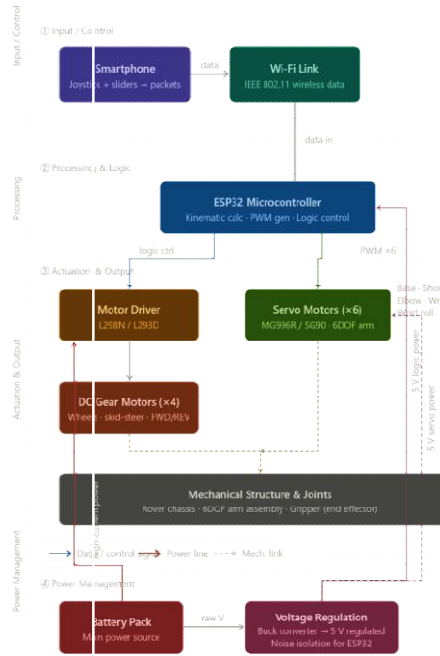 Input / Control
① Input / Control
Smartphone
Joystick + sliders → packets
data
Wi-Fi Link
IEEE 802.11 wireless data
data in
Processing
② Processing & Logic
ESP32 Microcontroller
Kinematic calc · PWM gen · Logic control
logic ctrl
PWM ×6
Actuation & Output
③ Actuation & Output
Motor Driver
L298N / L293D
Servo Motors (×6)
MG996R / SG90 · 6DOF arm
Base · Shou
Elbow · Wr
Wrist roll
5 V logic power
5 V servo power
DC Gear Motors (×4)
Wheels · skid-steer · FWD/REV
Mechanical Structure & Joints
Rover chassis · 6DOF arm assembly · Gripper (end effector)
Power Management
Power line
Mech. link
④ Power Management
Battery Pack
Main power source
raw V
Voltage Regulation
Buck converter → 5 V regulated
Noise isolation for ESP32